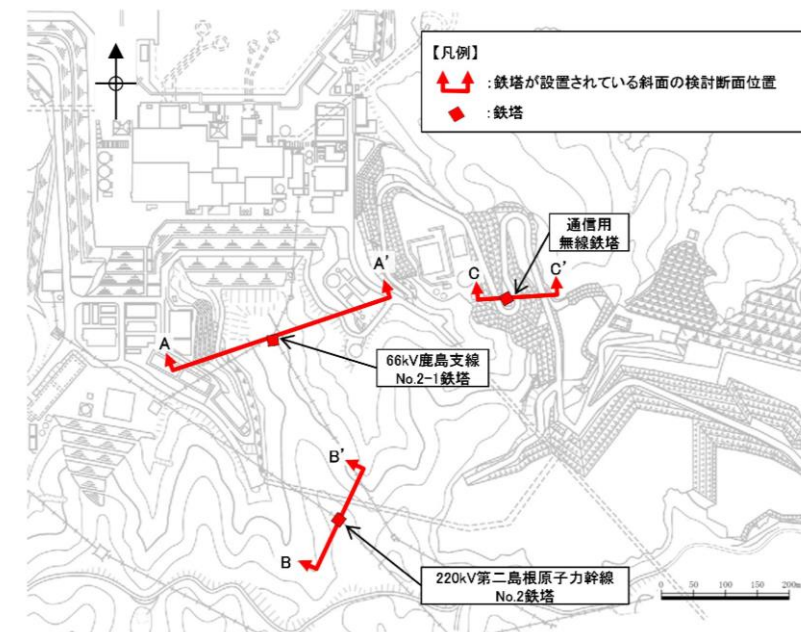 【凡例】
:鉄塔が設置されている斜面の検討断面位置
:鉄塔
通信用
無線鉄塔
A'
C
C'
A
66kV鹿島支線
No.2-1鉄塔
B'
B
220kV第二島根原子力幹線
No.2鉄塔
0 50 100 150 200m